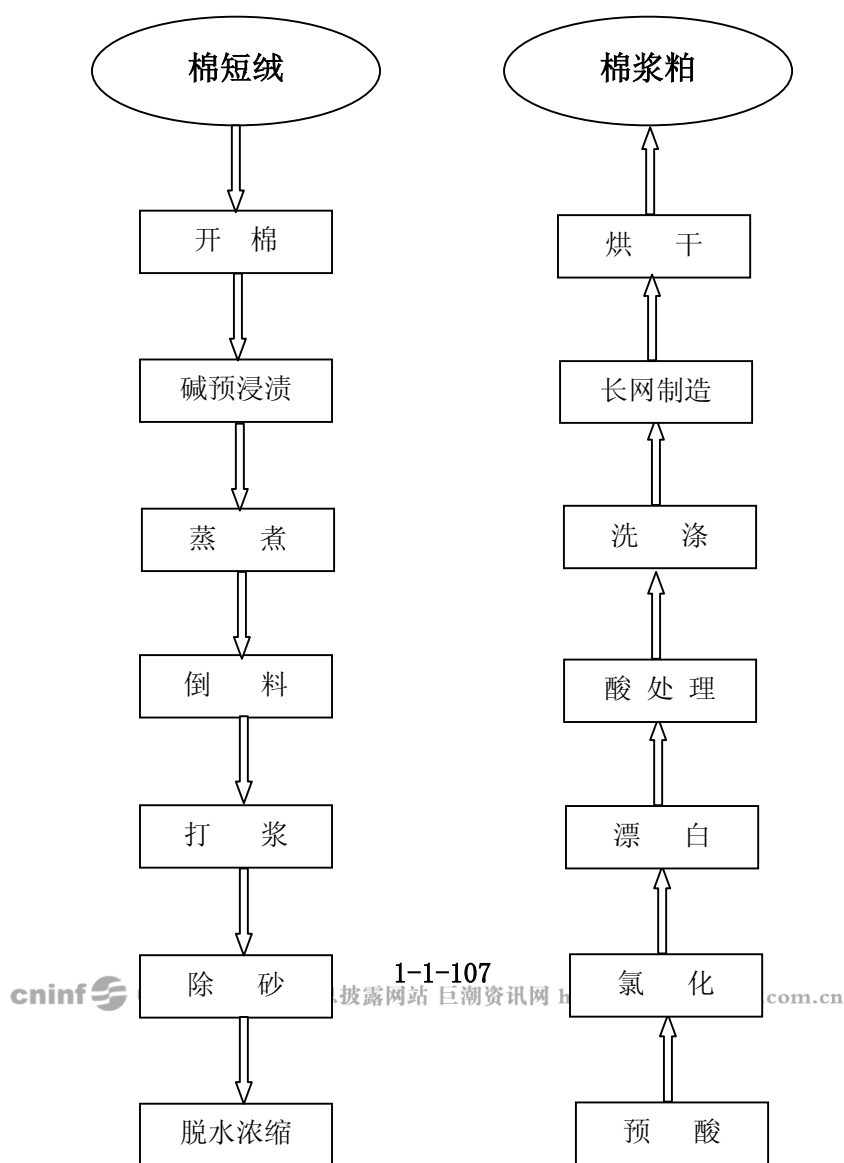 棉短绒
开 棉
碱预浸渍
蒸 煮
倒 料
打 浆
除 砂
脱水浓缩
棉浆粕
烘 干
长网制造
洗 涤
酸 处 理
漂 白
氯 化
预 酸
1-1-107
cninf
披露网站 巨潮资讯网
com.cn